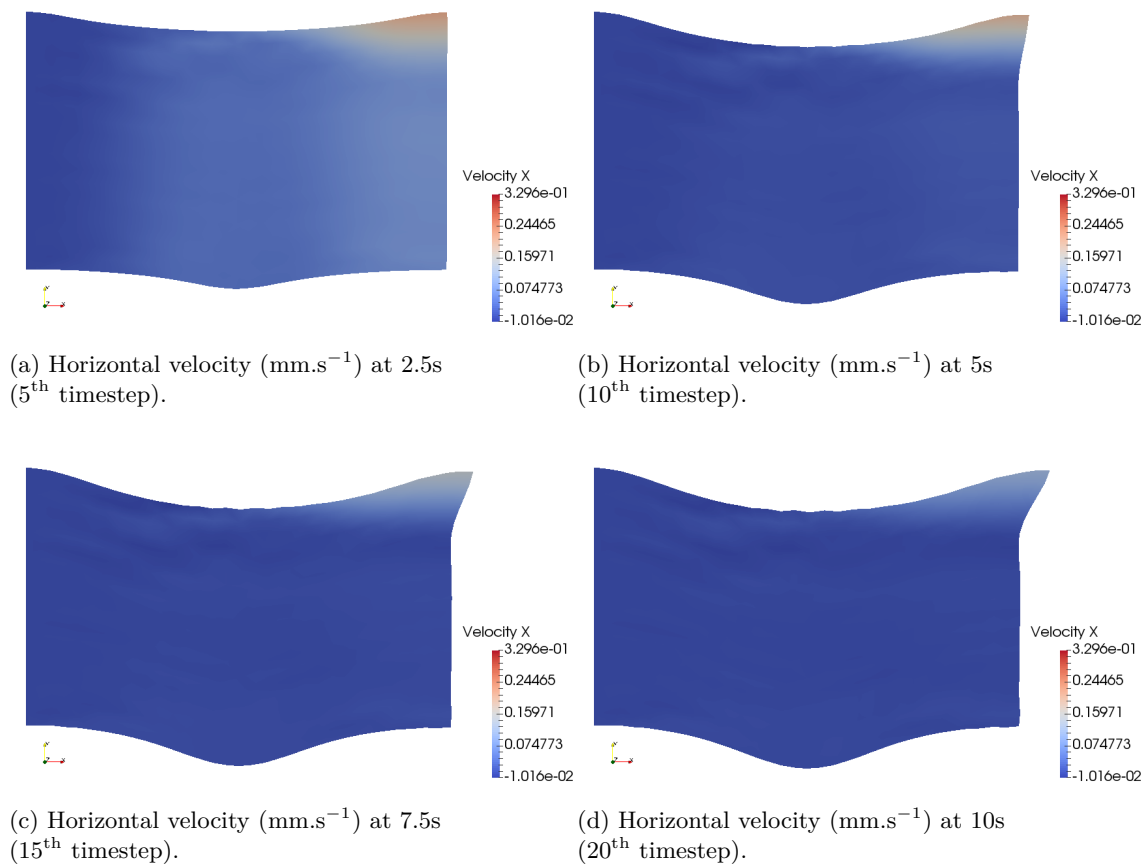 Velocity X
3.296e-01
0.24465
0.15971
0.074773
-1.016e-02
Velocity X
3.296e-01
0.24465
0.15971
0.074773
-1.016e-02
(a) Horizontal velocity (mm.s⁻¹) at 2.5s
(5ᵗʰ timestep).
(b) Horizontal velocity (mm.s⁻¹) at 5s
(10ᵗʰ timestep).
Velocity X
3.296e-01
0.24465
0.15971
0.074773
-1.016e-02
Velocity X
3.296e-01
0.24465
0.15971
0.074773
-1.016e-02
(c) Horizontal velocity (mm.s⁻¹) at 7.5s
(15ᵗʰ timestep).
(d) Horizontal velocity (mm.s⁻¹) at 10s
(20ᵗʰ timestep).